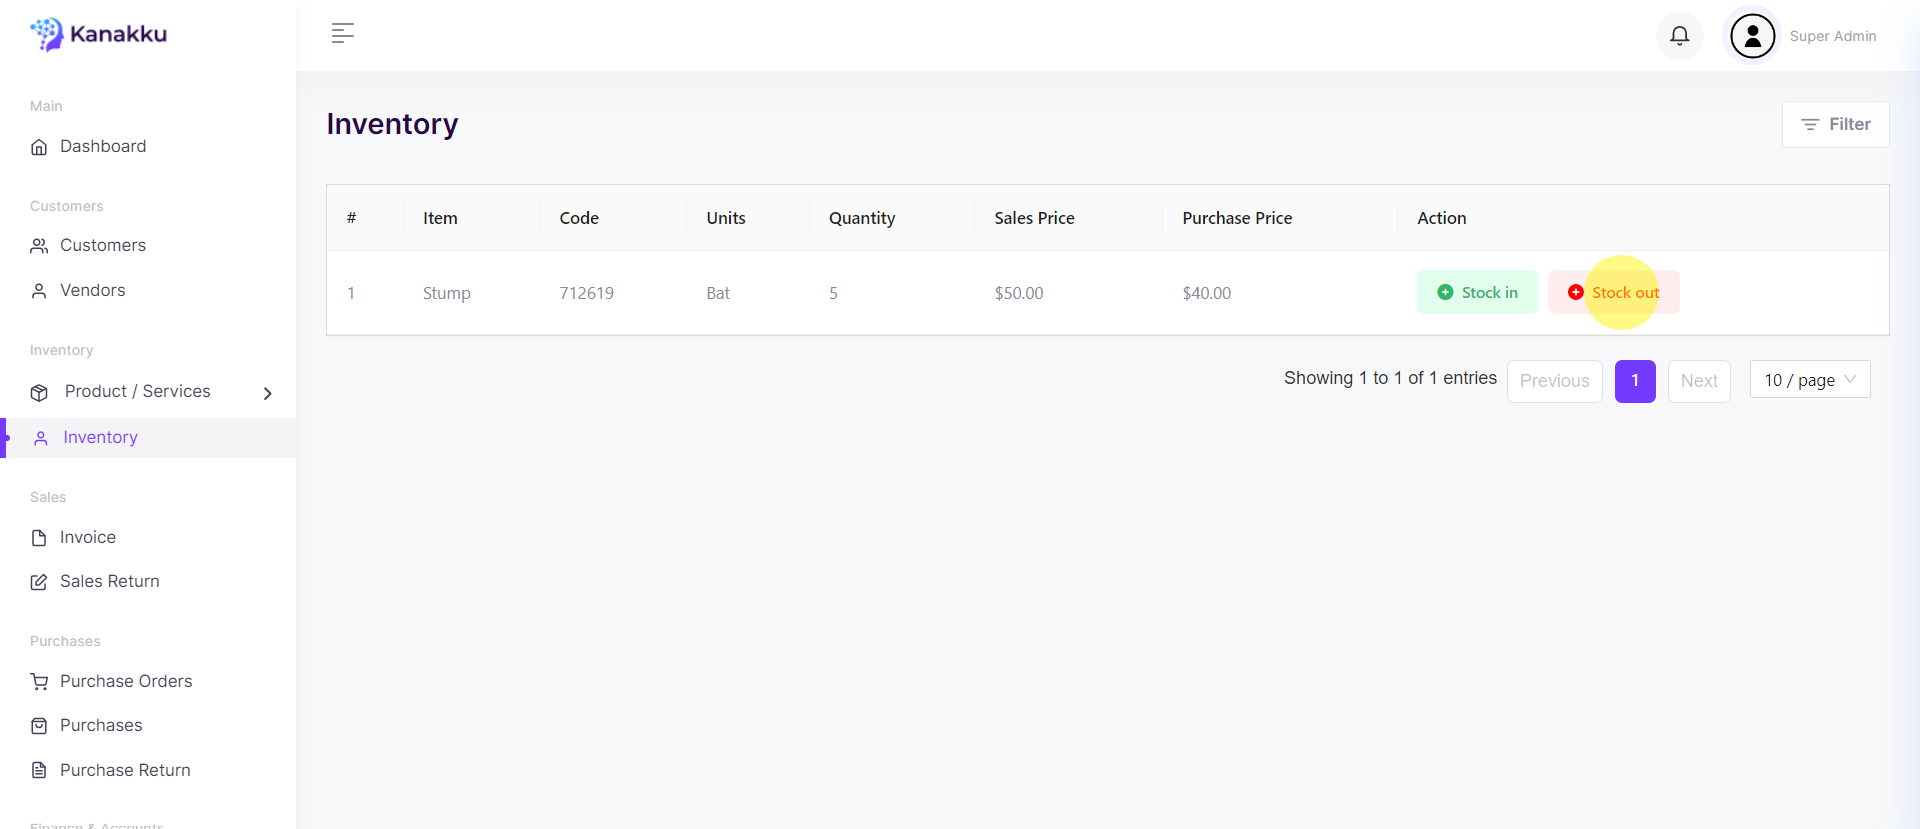 Kanakku
Super Admin
Main
Dashboard
Customers
Customers
Vendors
Inventory
Product / Services
Inventory
Sales
Invoice
Sales Return
Purchases
Purchase Orders
Purchases
Purchase Return
Finance & Accounts
Inventory
Filter
# Item Code Units Quantity Sales Price Purchase Price Action
1 Stump 712619 Bat 5 $50.00 $40.00 Stock in Stock out
Showing 1 to 1 of 1 entries Previous 1 Next 10 / page